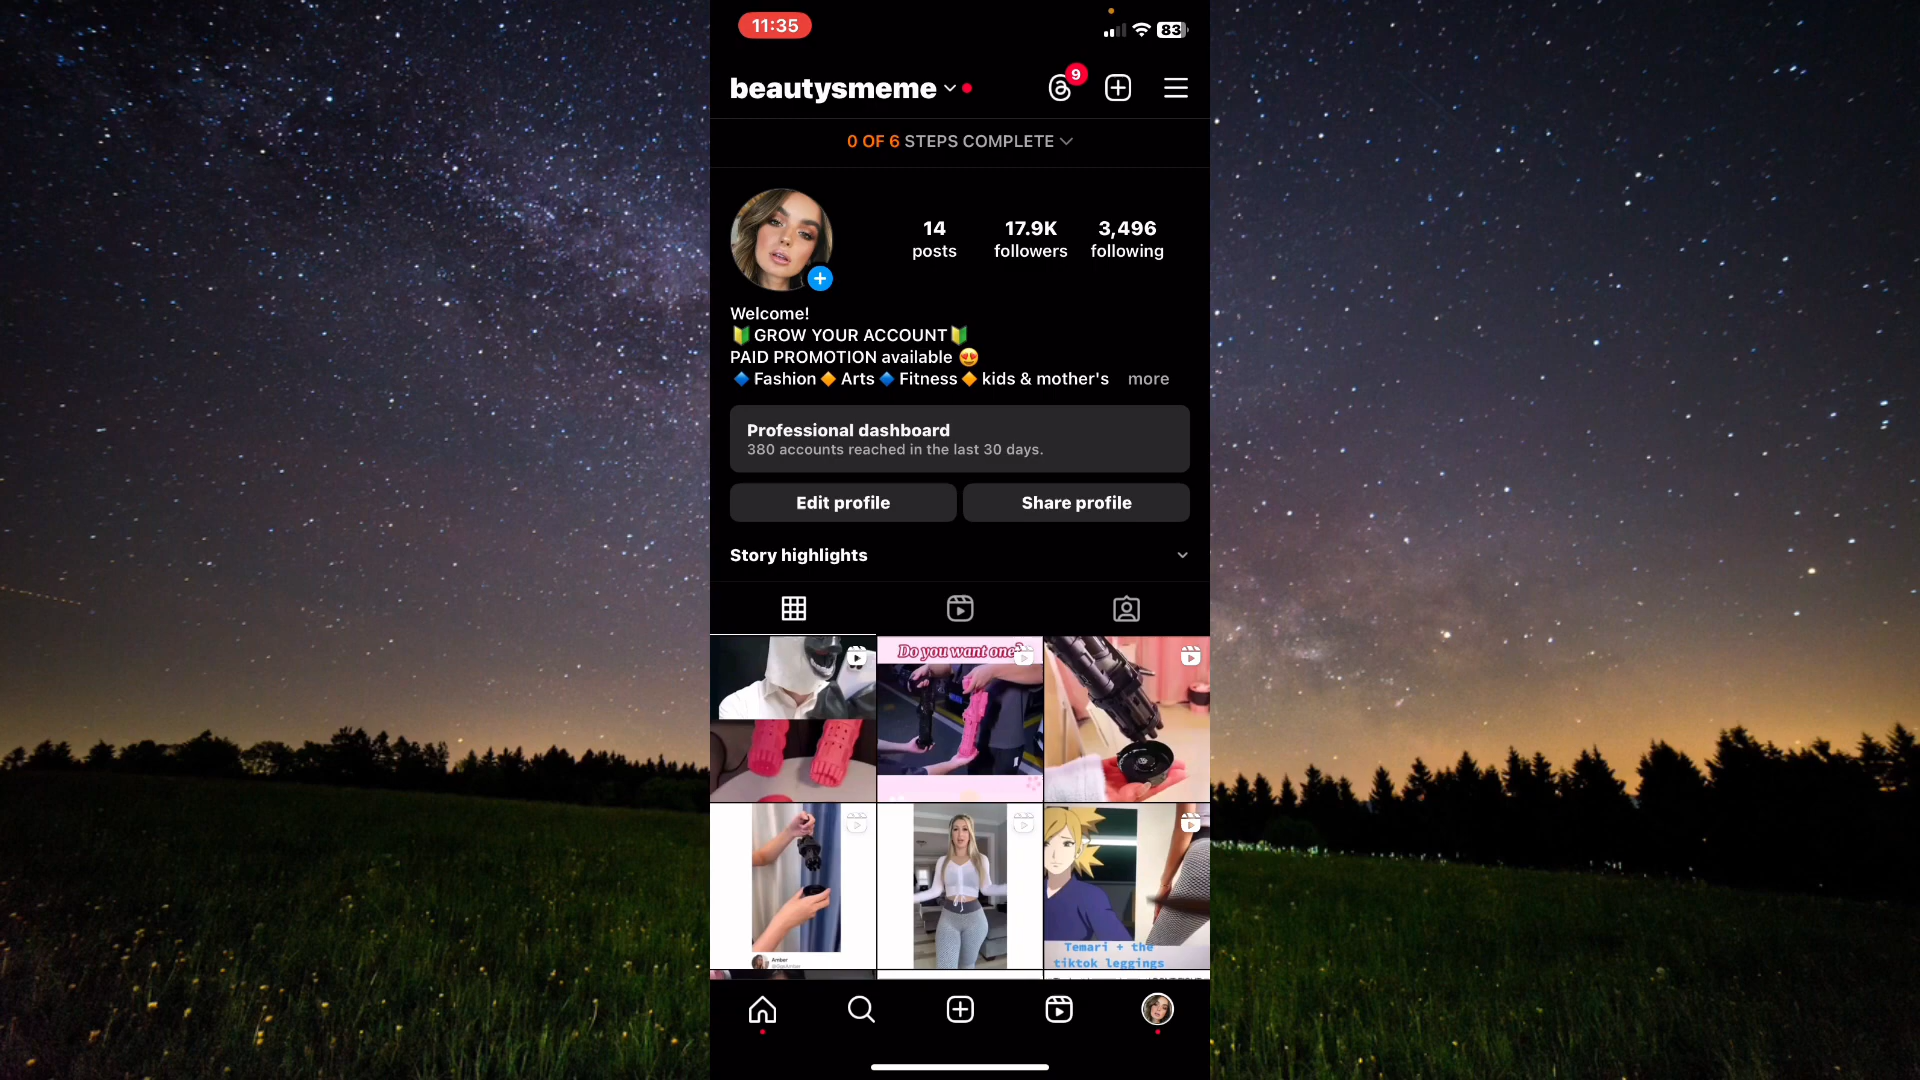 11:35
83
beautysmeme
9
0 OF 6 STEPS COMPLETE
14
posts
17.9K
followers
3,496
following
Welcome!
🔰GROW YOUR ACCOUNT🔰
PAID PROMOTION available 😍
🔷Fashion🔶Arts🔷Fitness🔶kids & mother's more
Professional dashboard
380 accounts reached in the last 30 days.
Edit profile
Share profile
Story highlights
Do you want one?
Amber
Temari + the
tiktok leggings